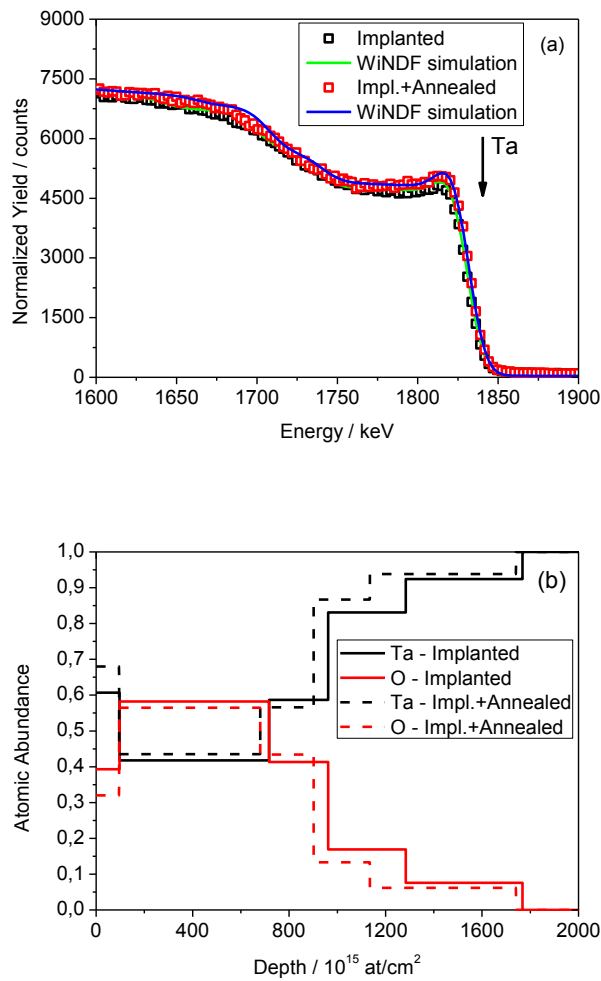 9000
7500
6000
4500
3000
1500
0
Normalized Yield / counts
Implanted
WiNDF simulation
Impl.+Annealed
WiNDF simulation
(a)
Ta
1600 1650 1700 1750 1800 1850 1900
Energy / keV
1,0
0,9
0,8
0,7
0,6
0,5
0,4
0,3
0,2
0,1
0,0
Atomic Abundance
(b)
Ta - Implanted
O - Implanted
Ta - Impl.+Annealed
O - Impl.+Annealed
0 400 800 1200 1600 2000
Depth / 10¹⁵ at/cm²